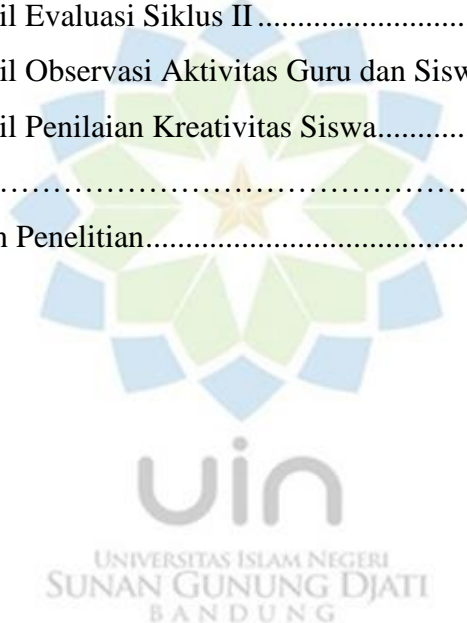 il Evaluasi Siklus II ........................
il Observasi Aktivitas Guru dan Sisw
il Penilaian Kreativitas Siswa............
……………………………………………
n Penelitian......................................
uin
UNIVERSITAS ISLAM NEGERI
SUNAN GUNUNG DJATI
BANDUNG